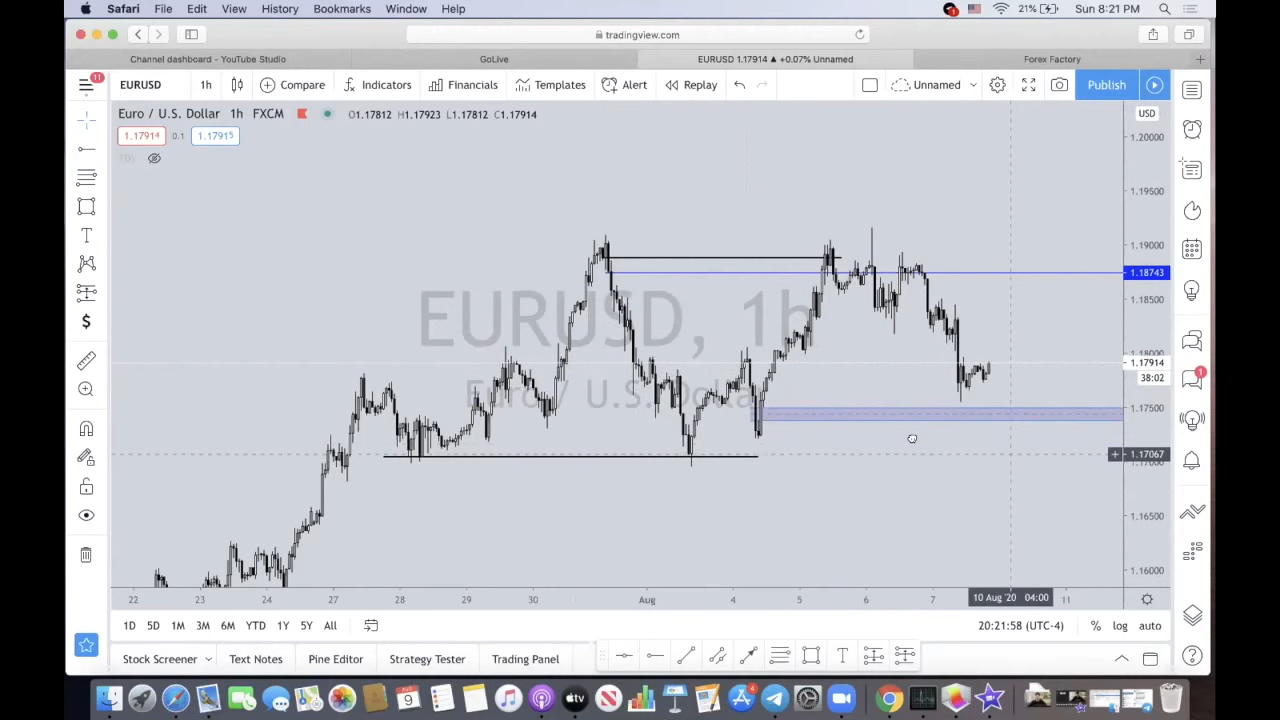 Safari File Edit View History Bookmarks Window Help 21% Sun 8:21 PM
tradingview.com
Channel dashboard - YouTube Studio GoLive EURUSD 1.17914 ▲ +0.07% Unnamed Forex Factory
11 EURUSD 1h Compare Indicators Financials Templates Alert Replay Unnamed Publish
Euro / U.S. Dollar 1h FXCM O1.17812 H1.17923 L1.17812 C1.17914 USD
1.17914 0.1 1.17915
1.20000
1.19500
1.19000
1.18743
1.18500
EURUSD, 1h
1.18000
1.17914
38:02
Euro / U.S. Dollar
1.17500
1.17067
1.17000
1.16500
1.16000
22 23 24 27 28 29 30 Aug 4 5 6 7 10 Aug '20 04:00 11
1D 5D 1M 3M 6M YTD 1Y 5Y All 20:21:58 (UTC-4) % log auto
Stock Screener Text Notes Pine Editor Strategy Tester Trading Panel